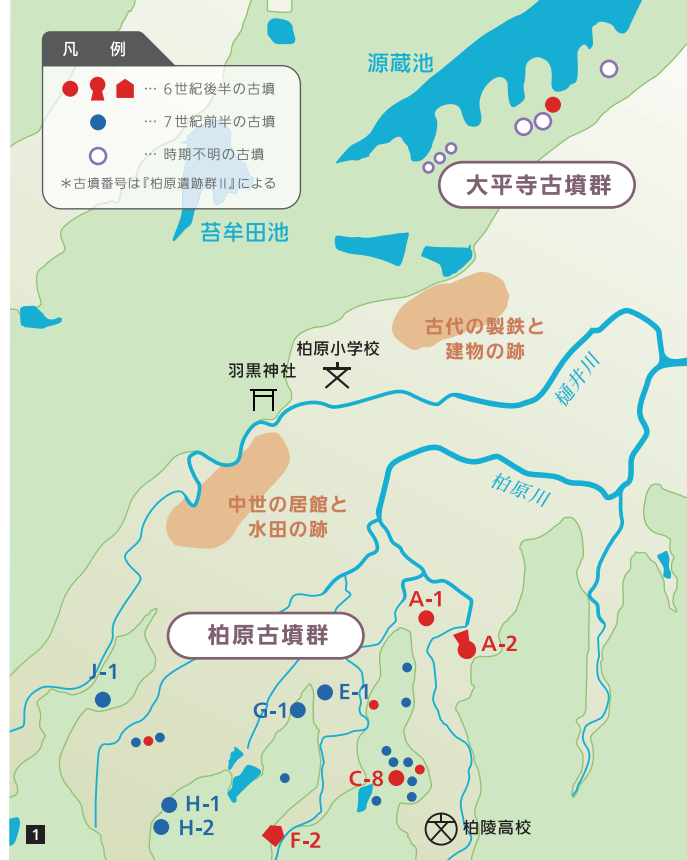 凡 例
… 6世紀後半の古墳
… 7世紀前半の古墳
… 時期不明の古墳
＊古墳番号は『柏原遺跡群Ⅱ』による
源蔵池
大平寺古墳群
苔牟田池
古代の製鉄と
建物の跡
柏原小学校
羽黒神社
樋井川
柏原川
中世の居館と
水田の跡
柏原古墳群
A-1
A-2
J-1
E-1
G-1
C-8
H-1
H-2
F-2
柏陵高校
1